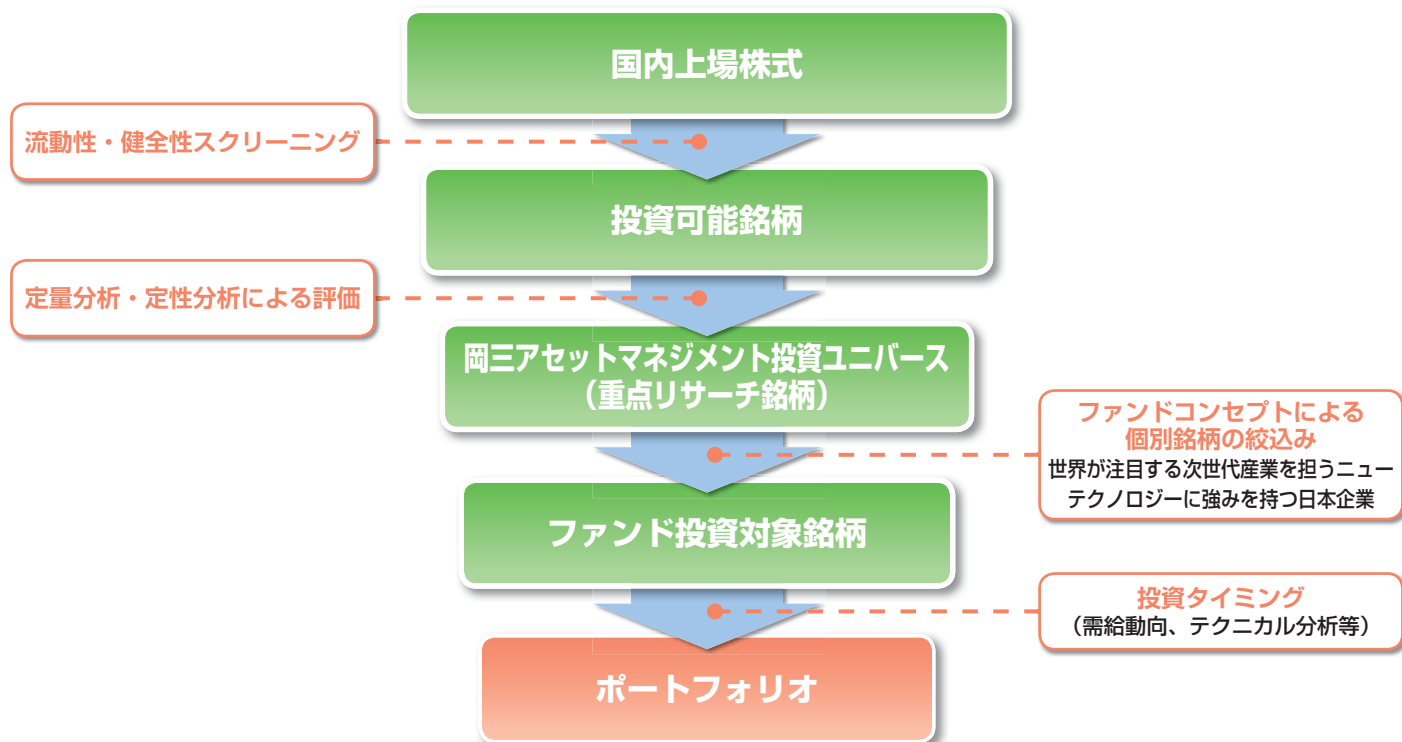 国内上場株式
流動性・健全性スクリーニング
投資可能銘柄
定量分析・定性分析による評価
岡三アセットマネジメント投資ユニバース
（重点リサーチ銘柄）
ファンドコンセプトによる
個別銘柄の絞込み
世界が注目する次世代産業を担うニュー
テクノロジーに強みを持つ日本企業
ファンド投資対象銘柄
投資タイミング
（需給動向、テクニカル分析等）
ポートフォリオ